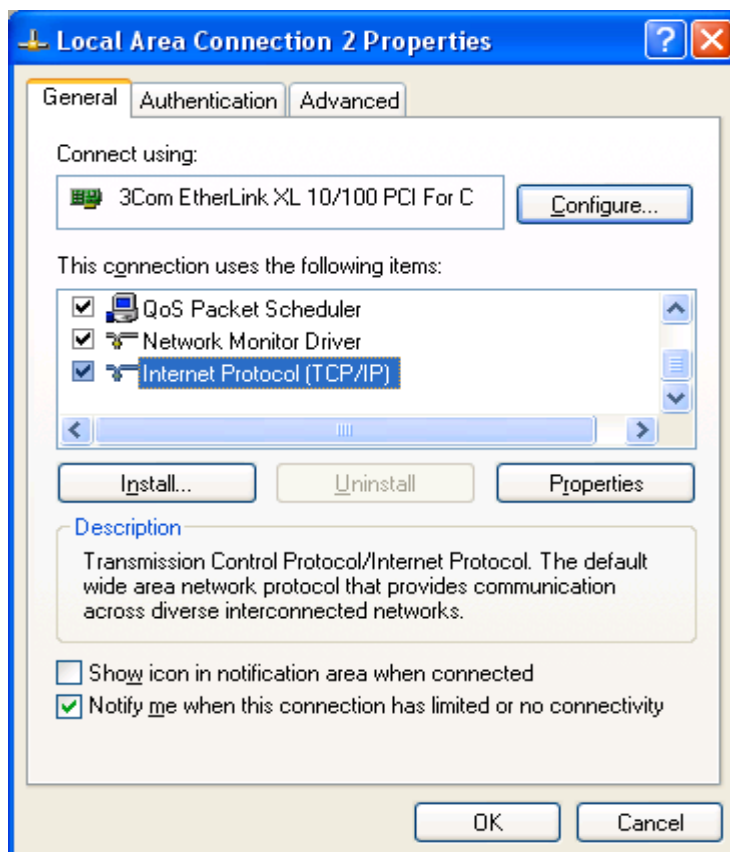 Local Area Connection 2 Properties
General Authentication Advanced
Connect using:
3Com EtherLink XL 10/100 PCI For C
Configure...
This connection uses the following items:
QoS Packet Scheduler
Network Monitor Driver
Internet Protocol (TCP/IP)
Install... Uninstall Properties
Description
Transmission Control Protocol/Internet Protocol. The default
wide area network protocol that provides communication
across diverse interconnected networks.
Show icon in notification area when connected
Notify me when this connection has limited or no connectivity
OK Cancel